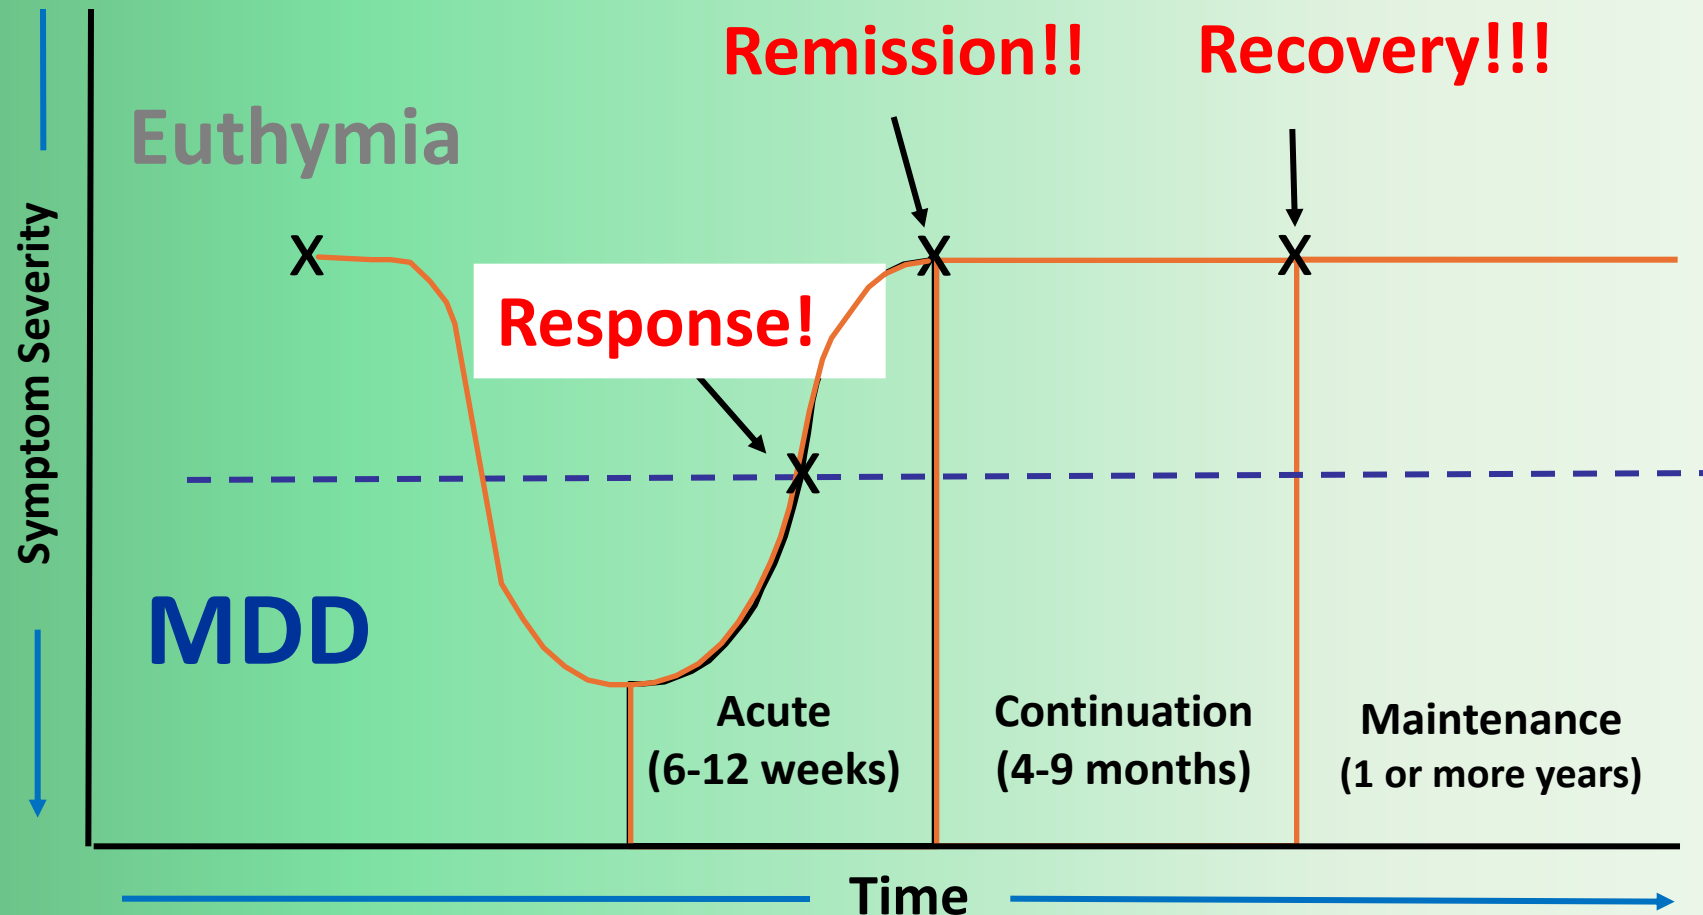 Remission!!
Recovery!!!
Euthymia
Symptom Severity
X
X
X
Response!
X
MDD
Acute
(6-12 weeks)
Continuation
(4-9 months)
Maintenance
(1 or more years)
Time